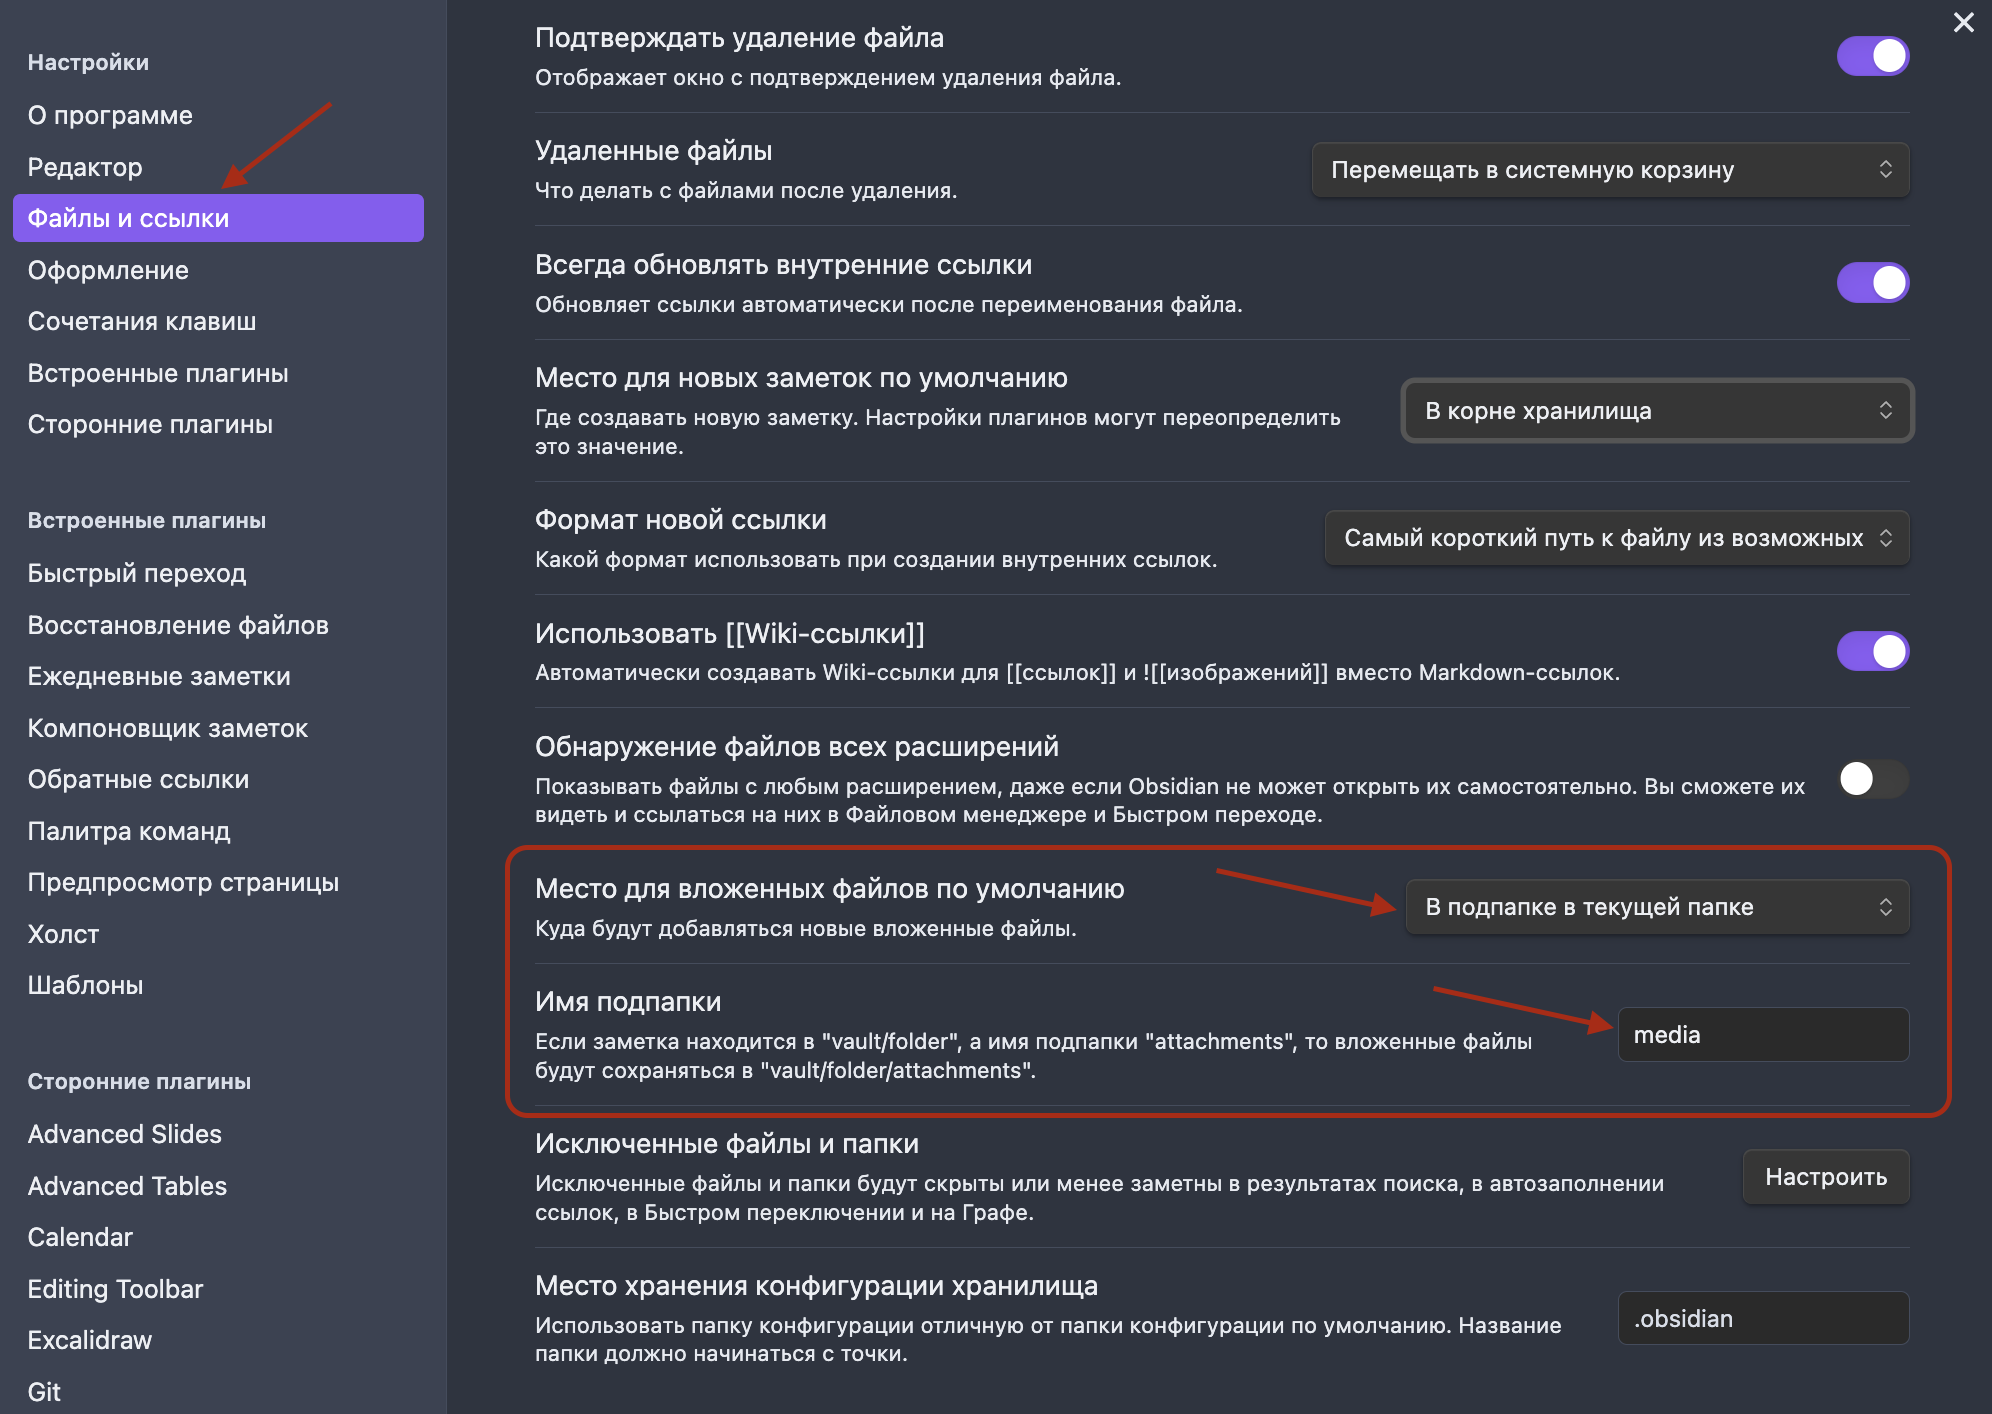 Настройки
О программе
Редактор
Файлы и ссылки
Оформление
Сочетания клавиш
Встроенные плагины
Сторонние плагины
Встроенные плагины
Быстрый переход
Восстановление файлов
Ежедневные заметки
Компоновщик заметок
Обратные ссылки
Палитра команд
Предпросмотр страницы
Холст
Шаблоны
Сторонние плагины
Advanced Slides
Advanced Tables
Calendar
Editing Toolbar
Excalidraw
Git
Подтверждать удаление файла
Отображает окно с подтверждением удаления файла.
Удаленные файлы
Что делать с файлами после удаления.
Перемещать в системную корзину
Всегда обновлять внутренние ссылки
Обновляет ссылки автоматически после переименования файла.
Место для новых заметок по умолчанию
Где создавать новую заметку. Настройки плагинов могут переопределить
это значение.
В корне хранилища
Формат новой ссылки
Какой формат использовать при создании внутренних ссылок.
Самый короткий путь к файлу из возможных
Использовать [[Wiki-ссылки]]
Автоматически создавать Wiki-ссылки для [[ссылок]] и ![[изображений]] вместо Markdown-ссылок.
Обнаружение файлов всех расширений
Показывать файлы с любым расширением, даже если Obsidian не может открыть их самостоятельно. Вы сможете их
видеть и ссылаться на них в Файловом менеджере и Быстром переходе.
Место для вложенных файлов по умолчанию
Куда будут добавляться новые вложенные файлы.
В подпапке в текущей папке
Имя подпапки
Если заметка находится в "vault/folder", а имя подпапки "attachments", то вложенные файлы
будут сохраняться в "vault/folder/attachments".
media
Исключенные файлы и папки
Исключенные файлы и папки будут скрыты или менее заметны в результатах поиска, в автозаполнении
ссылок, в Быстром переключении и на Графе.
Настроить
Место хранения конфигурации хранилища
Использовать папку конфигурации отличную от папки конфигурации по умолчанию. Название
папки должно начинаться с точки.
.obsidian